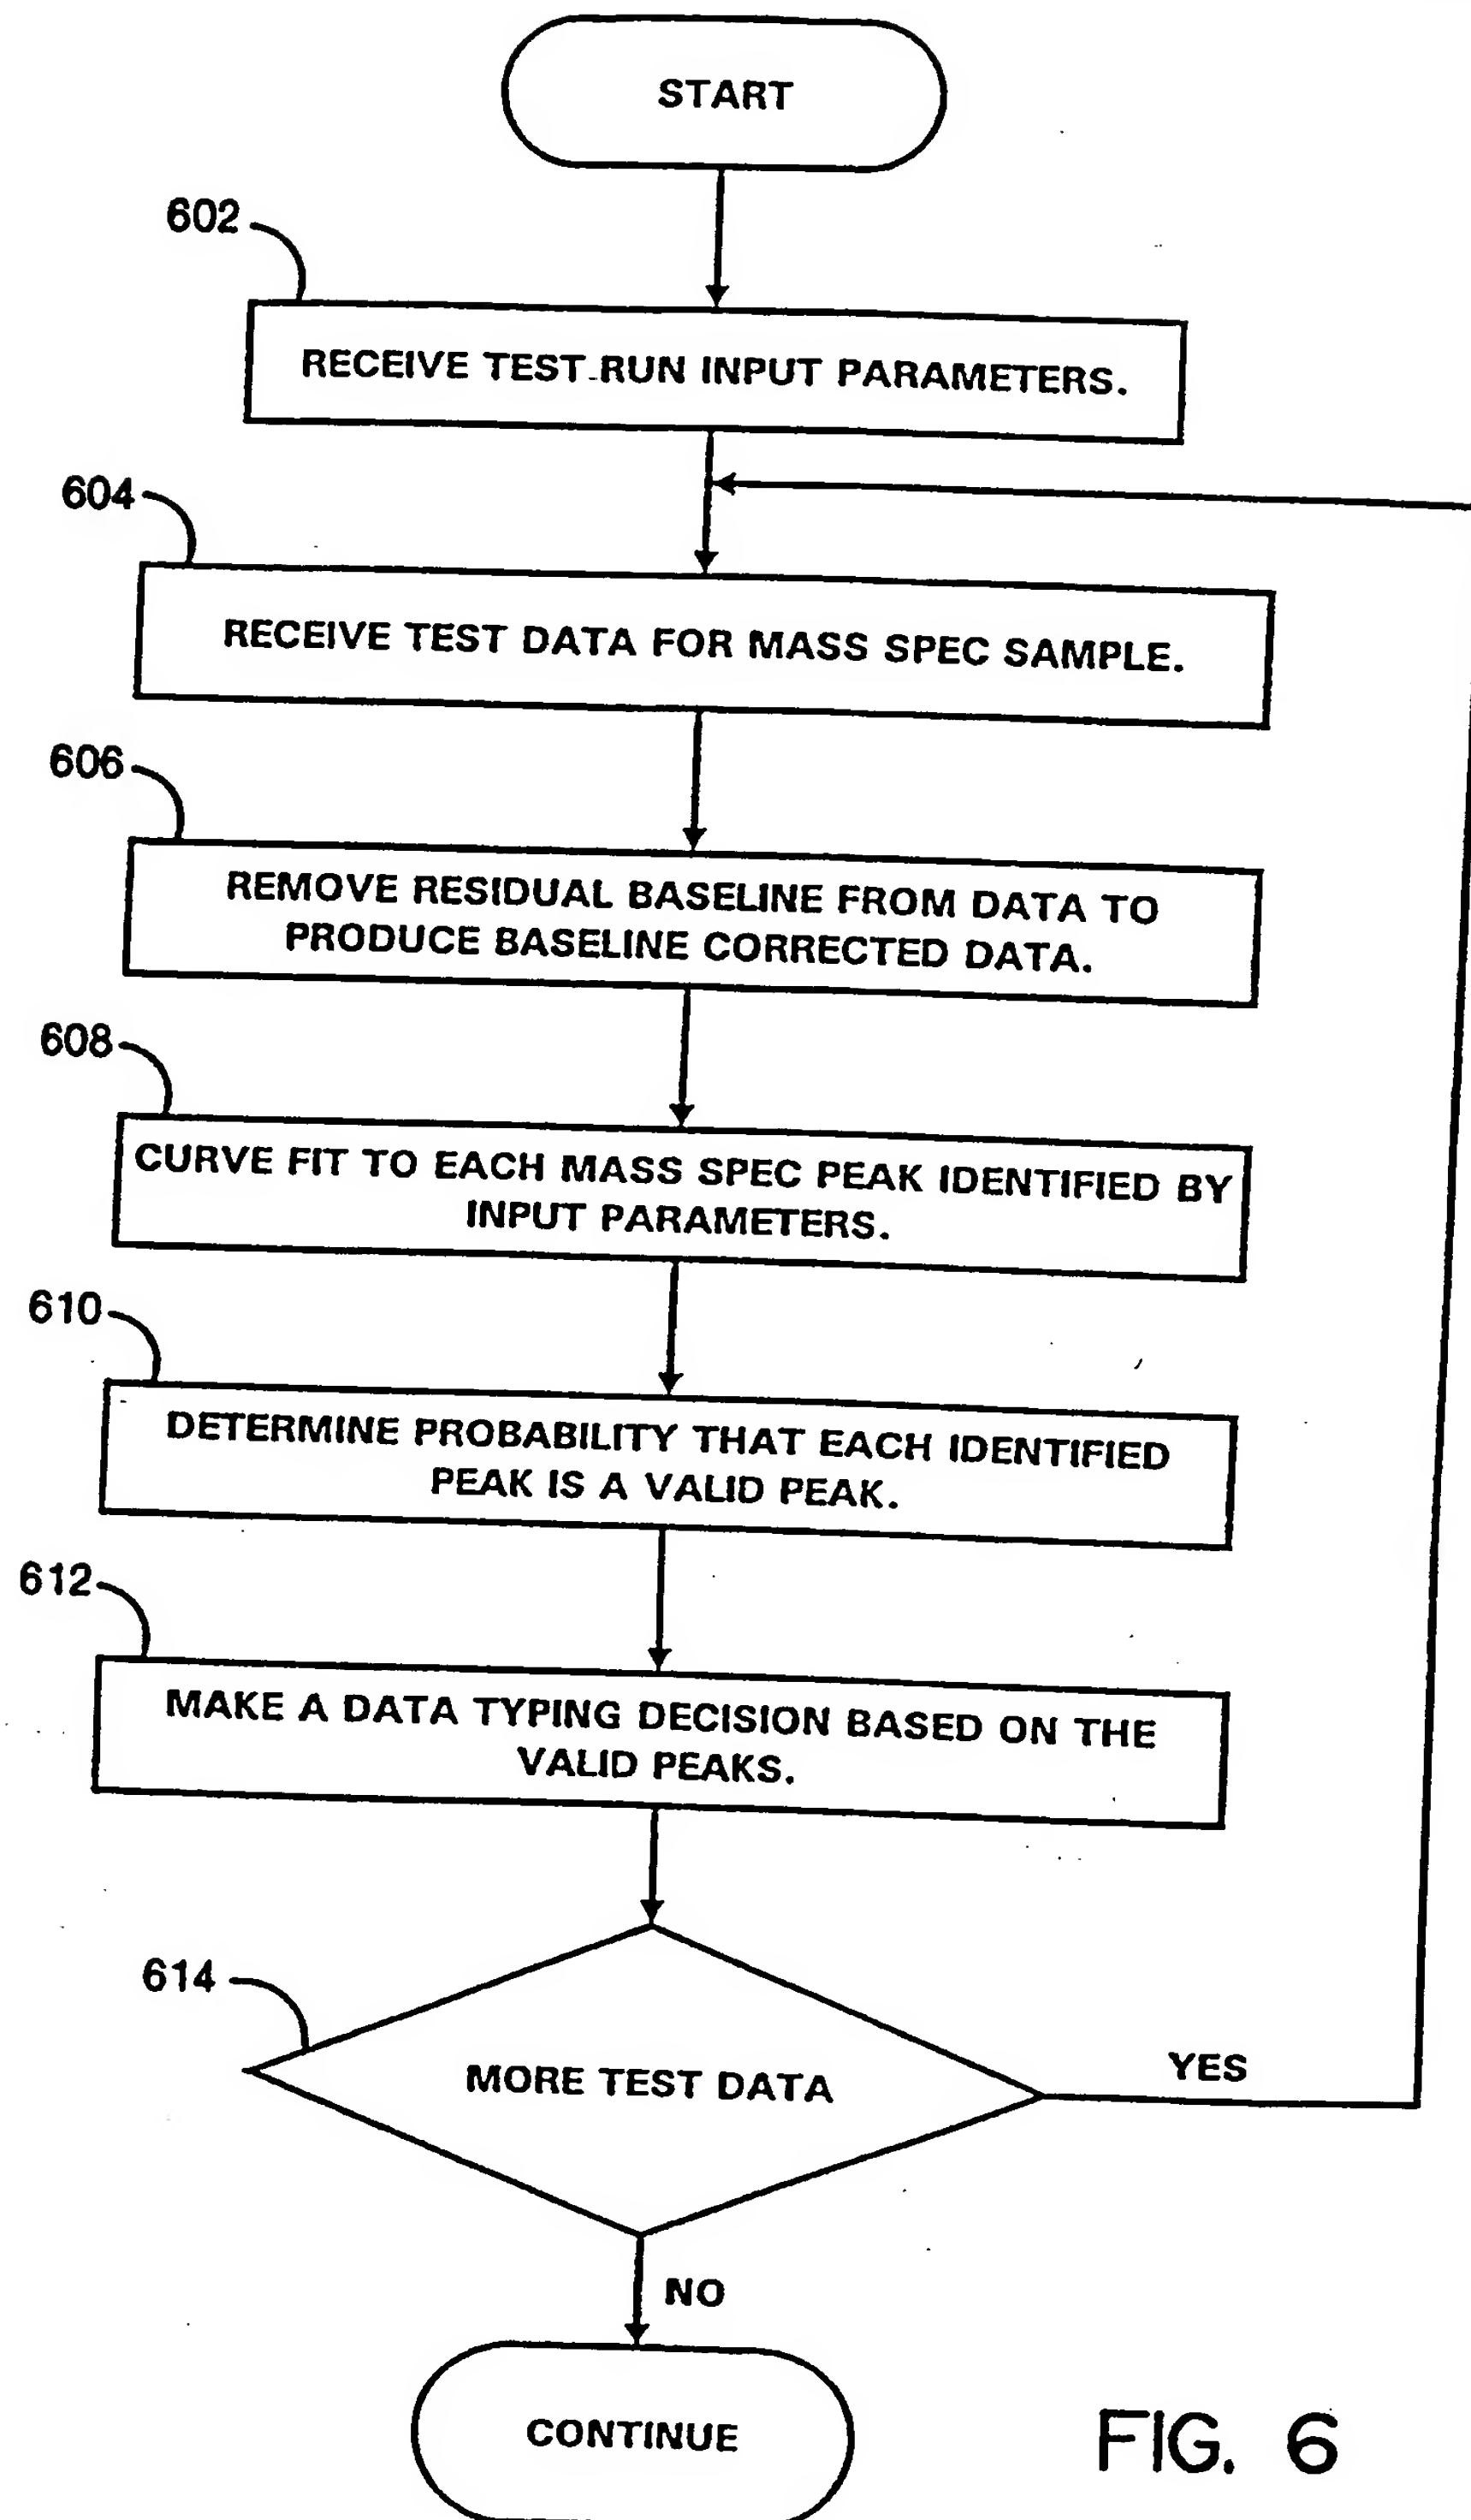 START
602
RECEIVE TEST RUN INPUT PARAMETERS.
604
RECEIVE TEST DATA FOR MASS SPEC SAMPLE.
606
REMOVE RESIDUAL BASELINE FROM DATA TO
PRODUCE BASELINE CORRECTED DATA.
608
CURVE FIT TO EACH MASS SPEC PEAK IDENTIFIED BY
INPUT PARAMETERS.
610
DETERMINE PROBABILITY THAT EACH IDENTIFIED
PEAK IS A VALID PEAK.
612
MAKE A DATA TYPING DECISION BASED ON THE
VALID PEAKS.
614
MORE TEST DATA
YES
NO
CONTINUE
FIG. 6